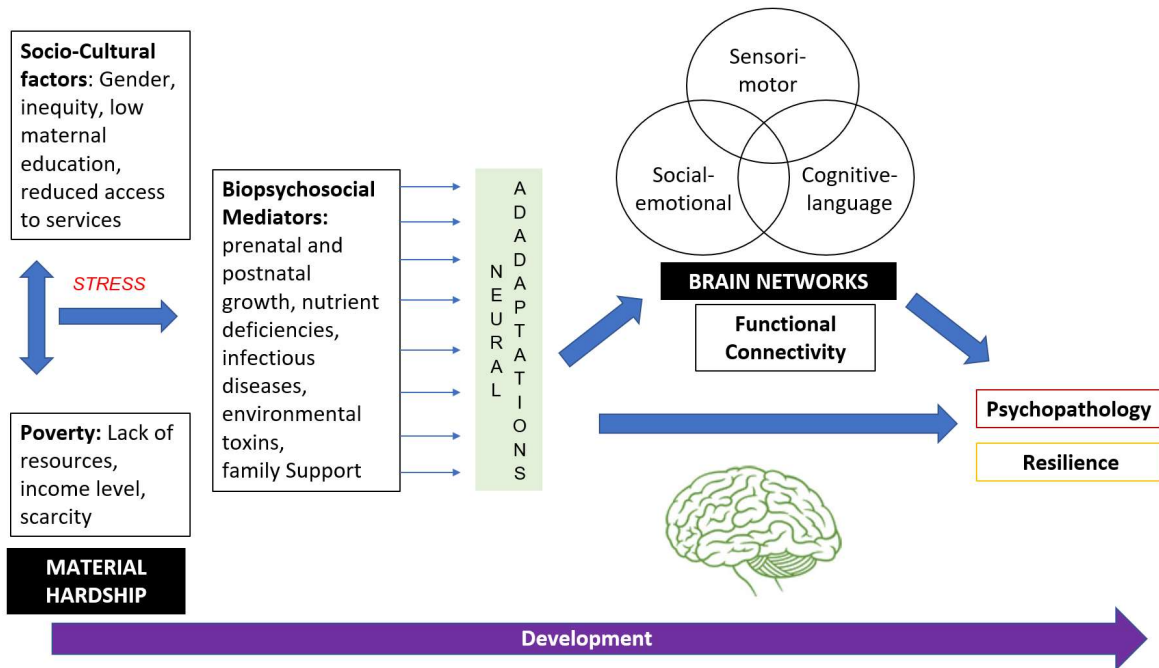 Socio-Cultural
factors: Gender,
inequity, low
maternal
education,
reduced access
to services
STRESS
Poverty: Lack of
resources,
income level,
scarcity
MATERIAL
HARDSHIP
Biopsychosocial
Mediators:
prenatal and
postnatal
growth, nutrient
deficiencies,
infectious
diseases,
environmental
toxins,
family Support
NEURAL
ADADAPTATIONS
Sensori-
motor
Social-
emotional
Cognitive-
language
BRAIN NETWORKS
Functional
Connectivity
Psychopathology
Resilience
Development